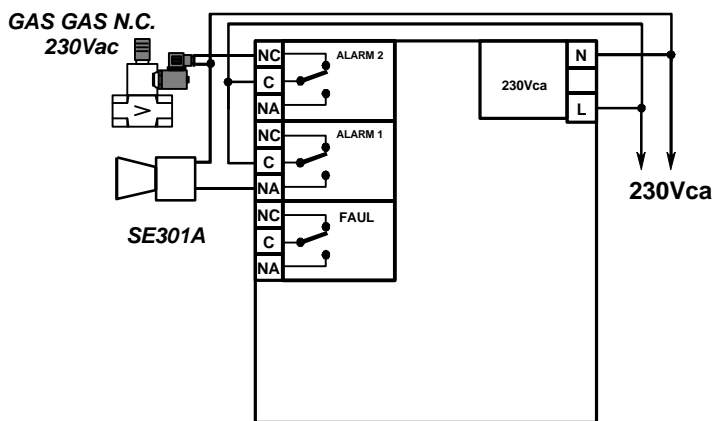 GAS GAS N.C.
230Vac
NC
ALARM 2
C
NA
NC
ALARM 1
C
NA
NC
FAUL
C
NA
SE301A
230Vca
N
L
230Vca